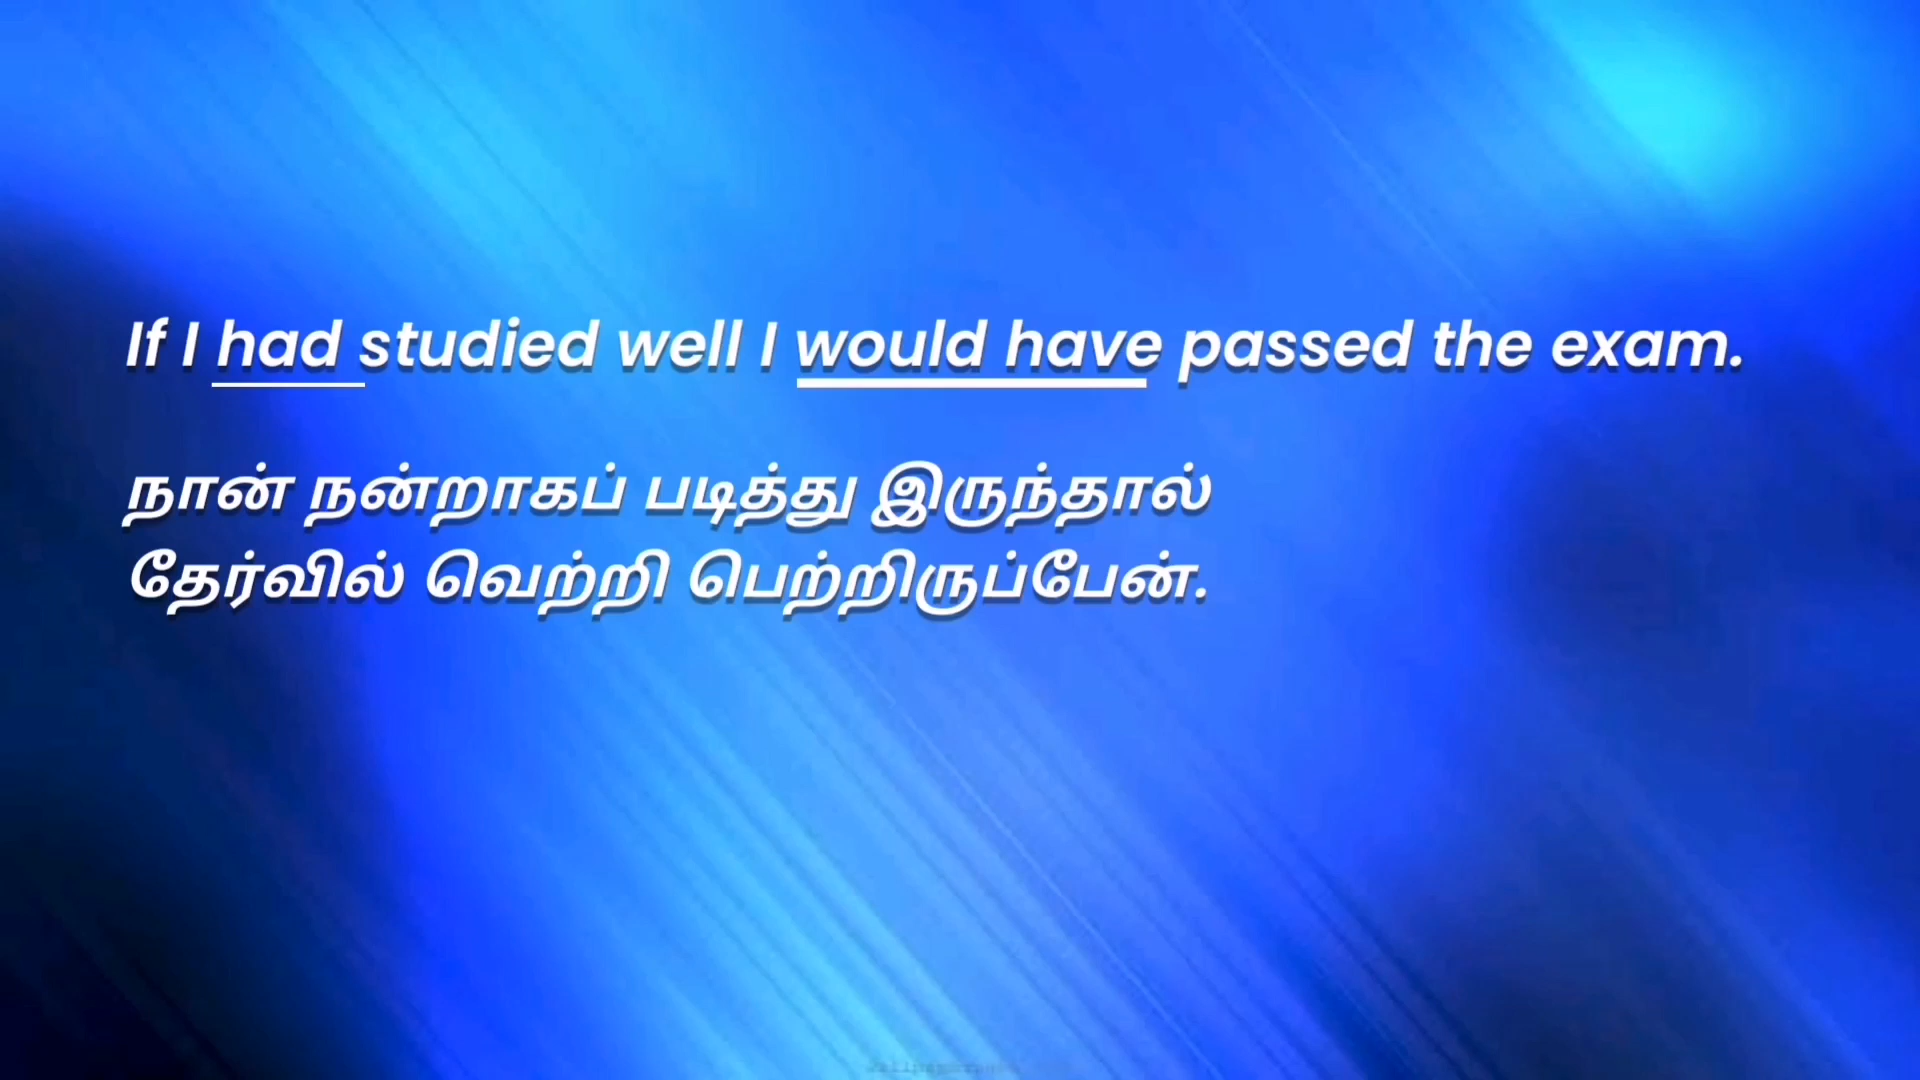 If I had studied well I would have passed the exam.
நான் நன்றாகப் படித்து இருந்தால்
தேர்வில் வெற்றி பெற்றிருப்பேன்.